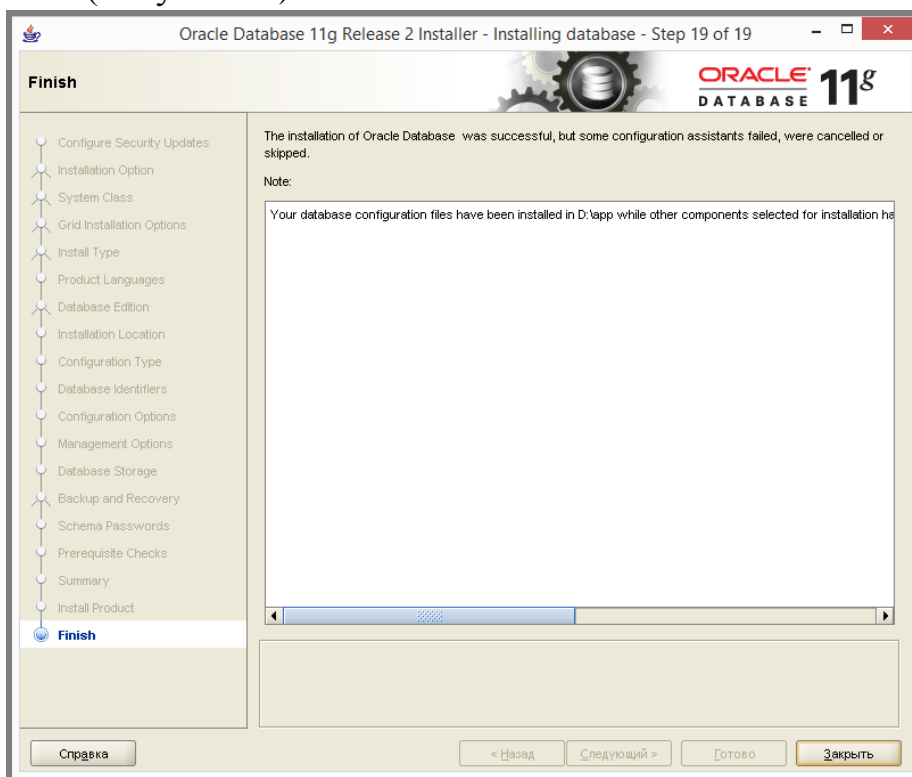 Oracle Database 11g Release 2 Installer - Installing database - Step 19 of 19
Finish
ORACLE
DATABASE
11g
Configure Security Updates
Installation Option
System Class
Grid Installation Options
Install Type
Product Languages
Database Edition
Installation Location
Configuration Type
Database Identifiers
Configuration Options
Management Options
Database Storage
Backup and Recovery
Schema Passwords
Prerequisite Checks
Summary
Install Product
Finish
The installation of Oracle Database was successful, but some configuration assistants failed, were cancelled or
skipped.
Note:
Your database configuration files have been installed in D:\app while other components selected for installation ha
Справка
< Назад
Следующий >
Готово
Закрыть